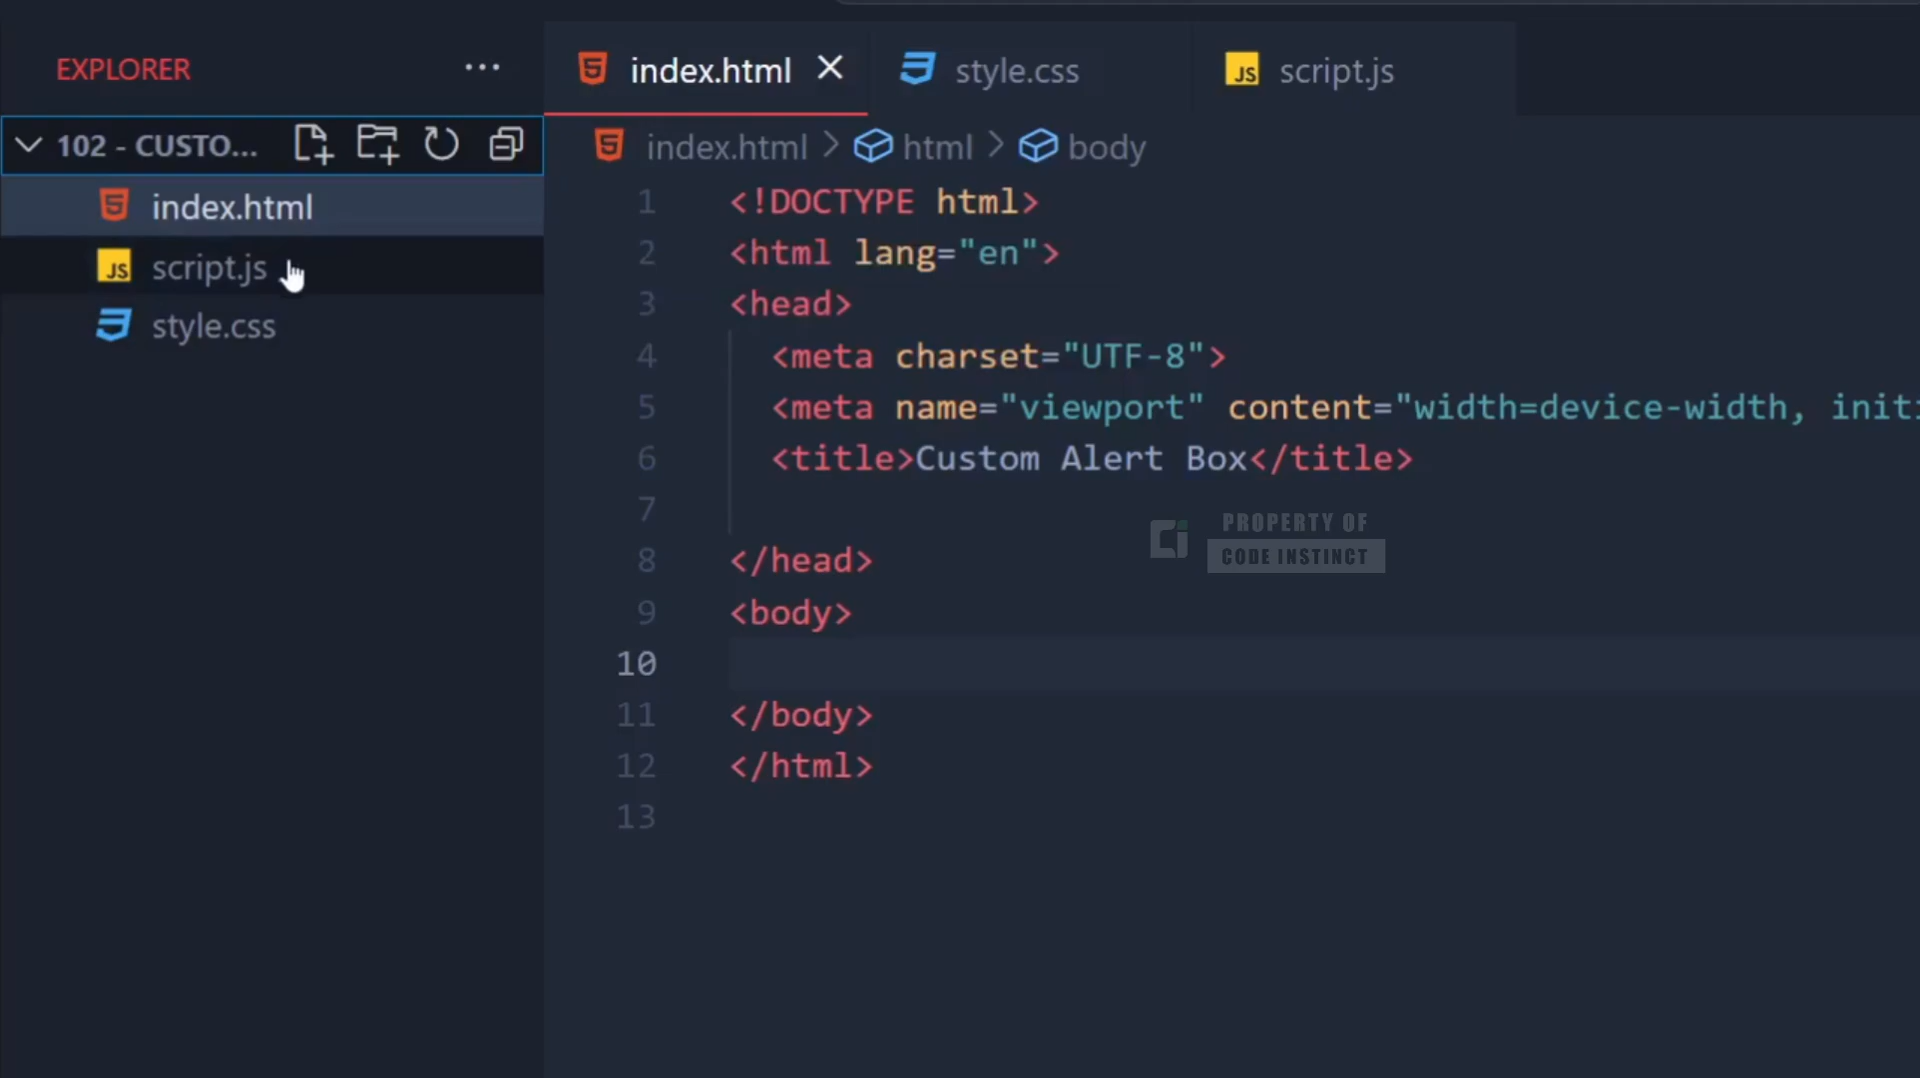 EXPLORER
index.html
style.css
script.js
102 - CUSTO...
index.html
script.js
style.css
index.html > html > body
1 <!DOCTYPE html>
2 <html lang="en">
3 <head>
4 <meta charset="UTF-8">
5 <meta name="viewport" content="width=device-width, initi
6 <title>Custom Alert Box</title>
7
8 </head>
9 <body>
10
11 </body>
12 </html>
13
PROPERTY OF
CODE INSTINCT